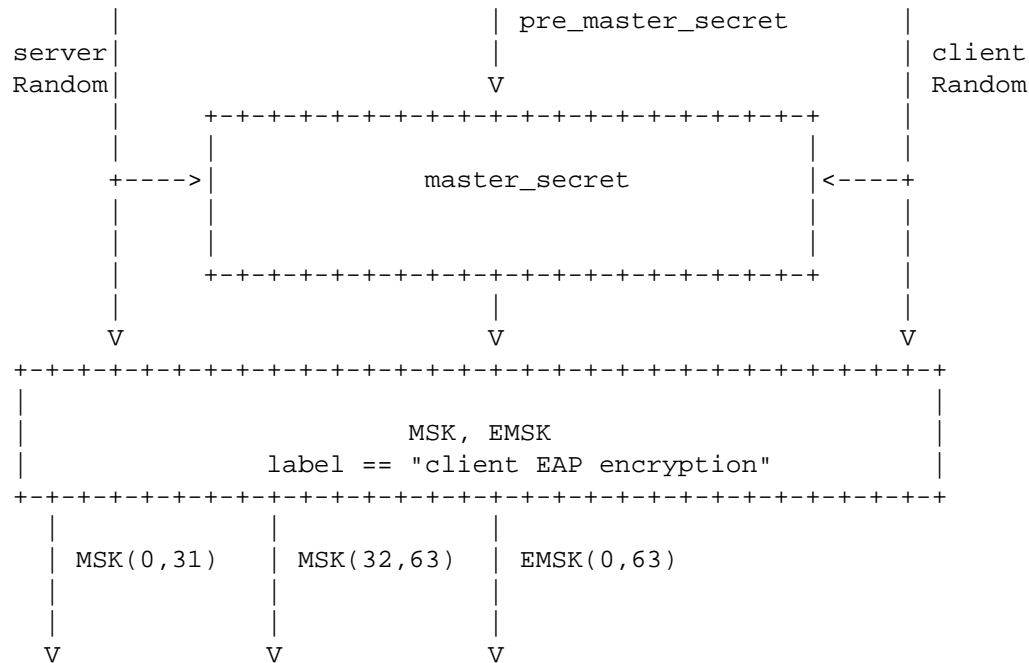 | | pre_master_secret |
server| | | client
Random| V | Random
| +-+-+-+-+-+-+-+-+-+-+-+-+-+-+-+-+-+-+-+ |
| | | |
+---->| master_secret |<----+
| | | |
| | | |
| +-+-+-+-+-+-+-+-+-+-+-+-+-+-+-+-+-+-+-+ |
| | |
V V V
+-+-+-+-+-+-+-+-+-+-+-+-+-+-+-+-+-+-+-+-+-+-+-+-+-+-+-+-+-+
| |
| MSK, EMSK |
| label == "client EAP encryption" |
+-+-+-+-+-+-+-+-+-+-+-+-+-+-+-+-+-+-+-+-+-+-+-+-+-+-+-+-+-+
| | |
| MSK(0,31) | MSK(32,63) | EMSK(0,63)
| | |
| | |
V V V